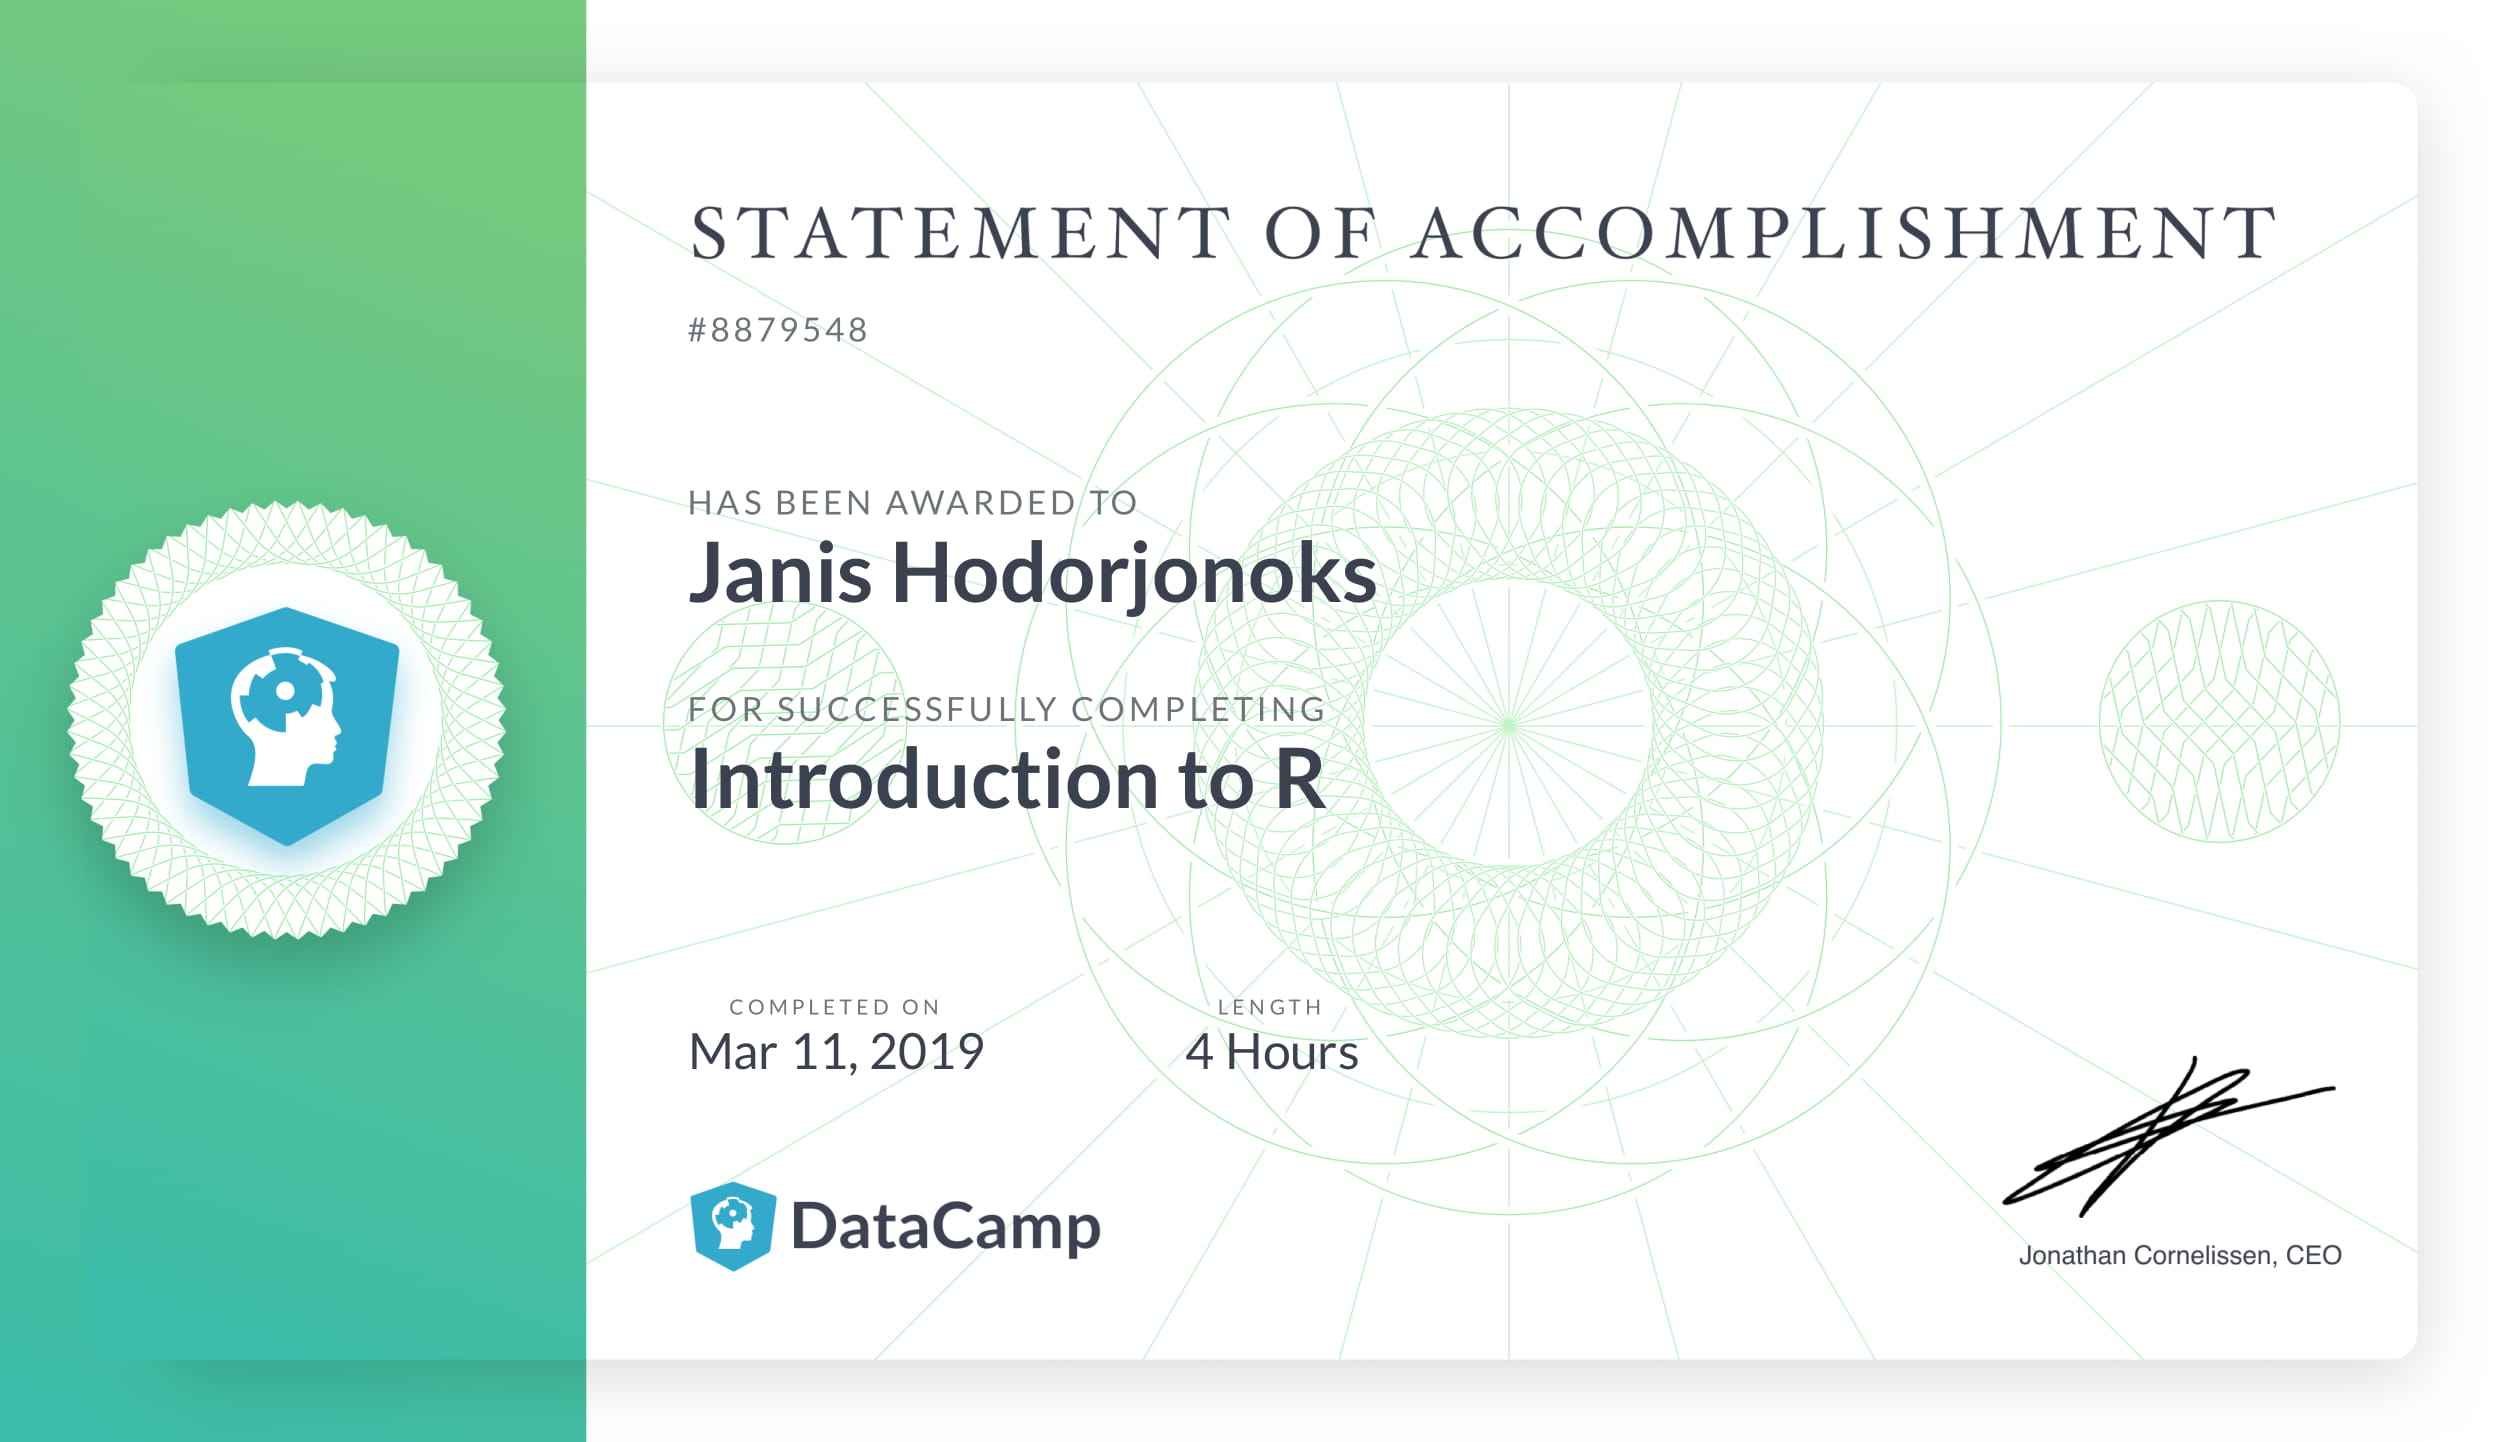 STATEMENT OF ACCOMPLISHMENT
#8879548
HAS BEEN AWARDED TO
Janis Hodorjonoks
FOR SUCCESSFULLY COMPLETING
Introduction to R
COMPLETED ON
Mar 11, 2019
LENGTH
4 Hours
DataCamp
Jonathan Cornelissen, CEO